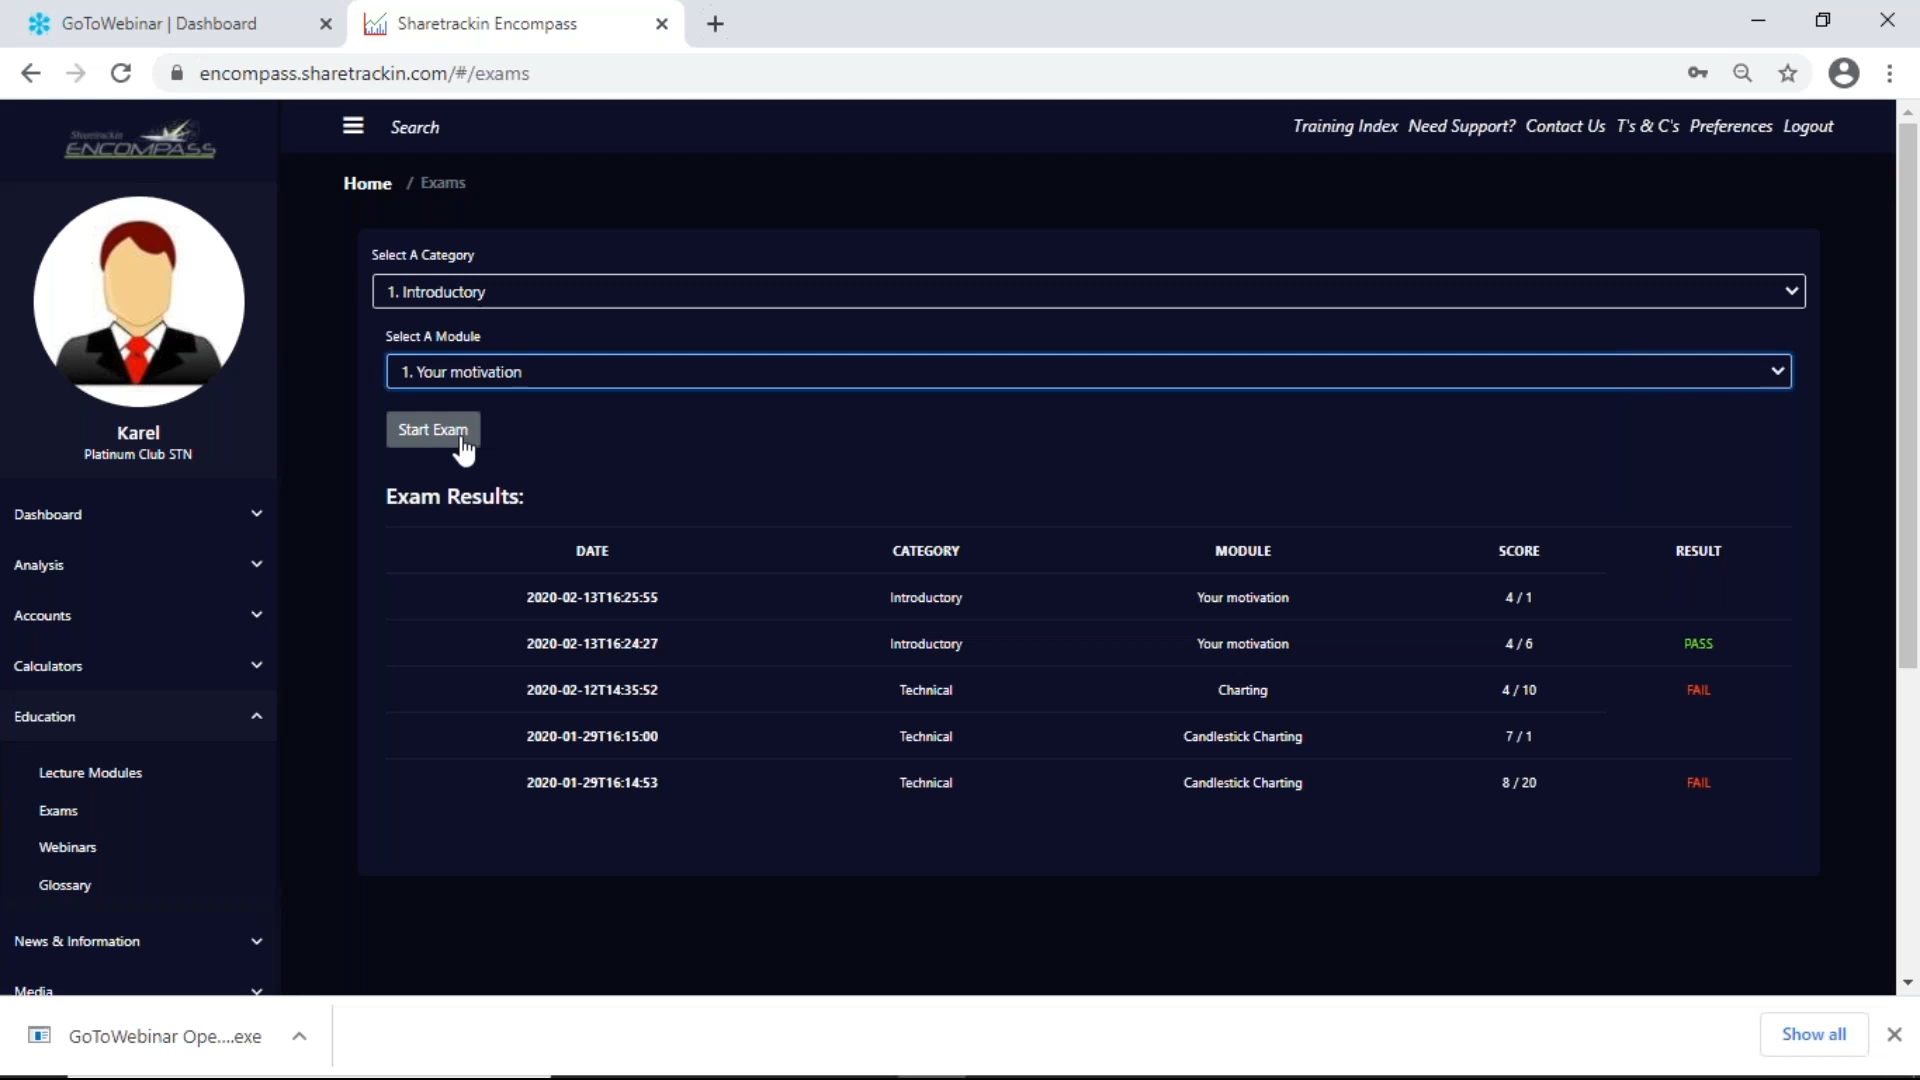 GoToWebinar | Dashboard
Sharetrackin Encompass
encompass.sharetrackin.com/#/exams
Sharetrackin
ENCOMPASS
Search
Training Index Need Support? Contact Us T's & C's Preferences Logout
Home / Exams
Select A Category
1. Introductory
Select A Module
1. Your motivation
Start Exam
Karel
Platinum Club STN
Dashboard
Analysis
Accounts
Calculators
Education
Lecture Modules
Exams
Webinars
Glossary
News & Information
Media
Exam Results:
DATE CATEGORY MODULE SCORE RESULT
2020-02-13T16:25:55 Introductory Your motivation 4 / 1
2020-02-13T16:24:27 Introductory Your motivation 4 / 6 PASS
2020-02-12T14:35:52 Technical Charting 4 / 10 FAIL
2020-01-29T16:15:00 Technical Candlestick Charting 7 / 1
2020-01-29T16:14:53 Technical Candlestick Charting 8 / 20 FAIL
GoToWebinar Ope....exe
Show all